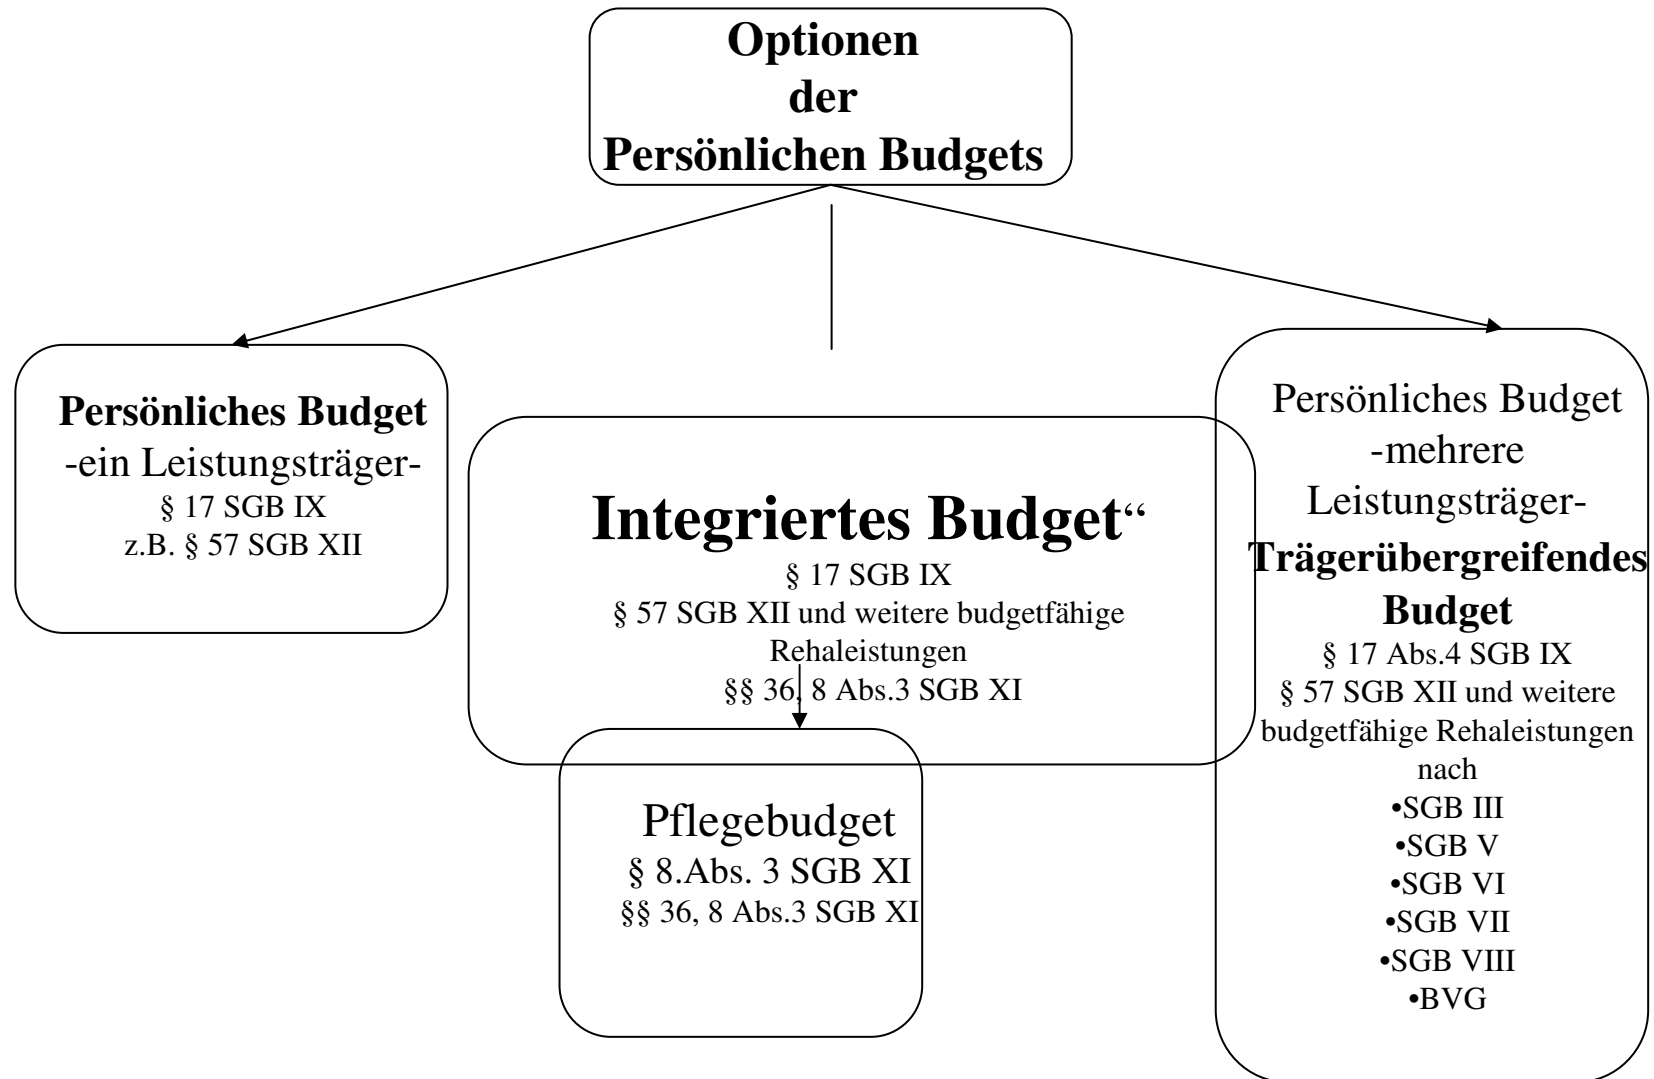 Optionen
der
Persönlichen Budgets
Persönliches Budget
-ein Leistungsträger-
§ 17 SGB IX
z.B. § 57 SGB XII
Integriertes Budget“
§ 17 SGB IX
§ 57 SGB XII und weitere budgetfähige
Rehaleistungen
§§ 36, 8 Abs.3 SGB XI
Pflegebudget
§ 8.Abs. 3 SGB XI
§§ 36, 8 Abs.3 SGB XI
Persönliches Budget
-mehrere
Leistungsträger-
Trägerübergreifendes
Budget
§ 17 Abs.4 SGB IX
§ 57 SGB XII und weitere
budgetfähige Rehaleistungen
nach
•SGB III
•SGB V
•SGB VI
•SGB VII
•SGB VIII
•BVG